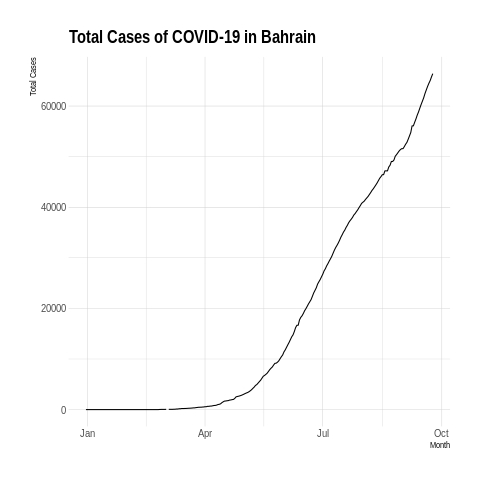 Total Cases of COVID-19 in Bahrain
Total Cases
60000
40000
20000
0
Jan Apr Jul Oct
Month